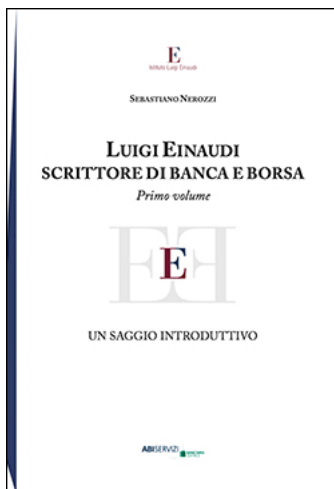 E
Istituto Luigi Einaudi
SEBASTIANO NEROZZI
LUIGI EINAUDI
SCRITTORE DI BANCA E BORSA
Primo volume
E E
E
UN SAGGIO INTRODUTTIVO
ABISERVIZI